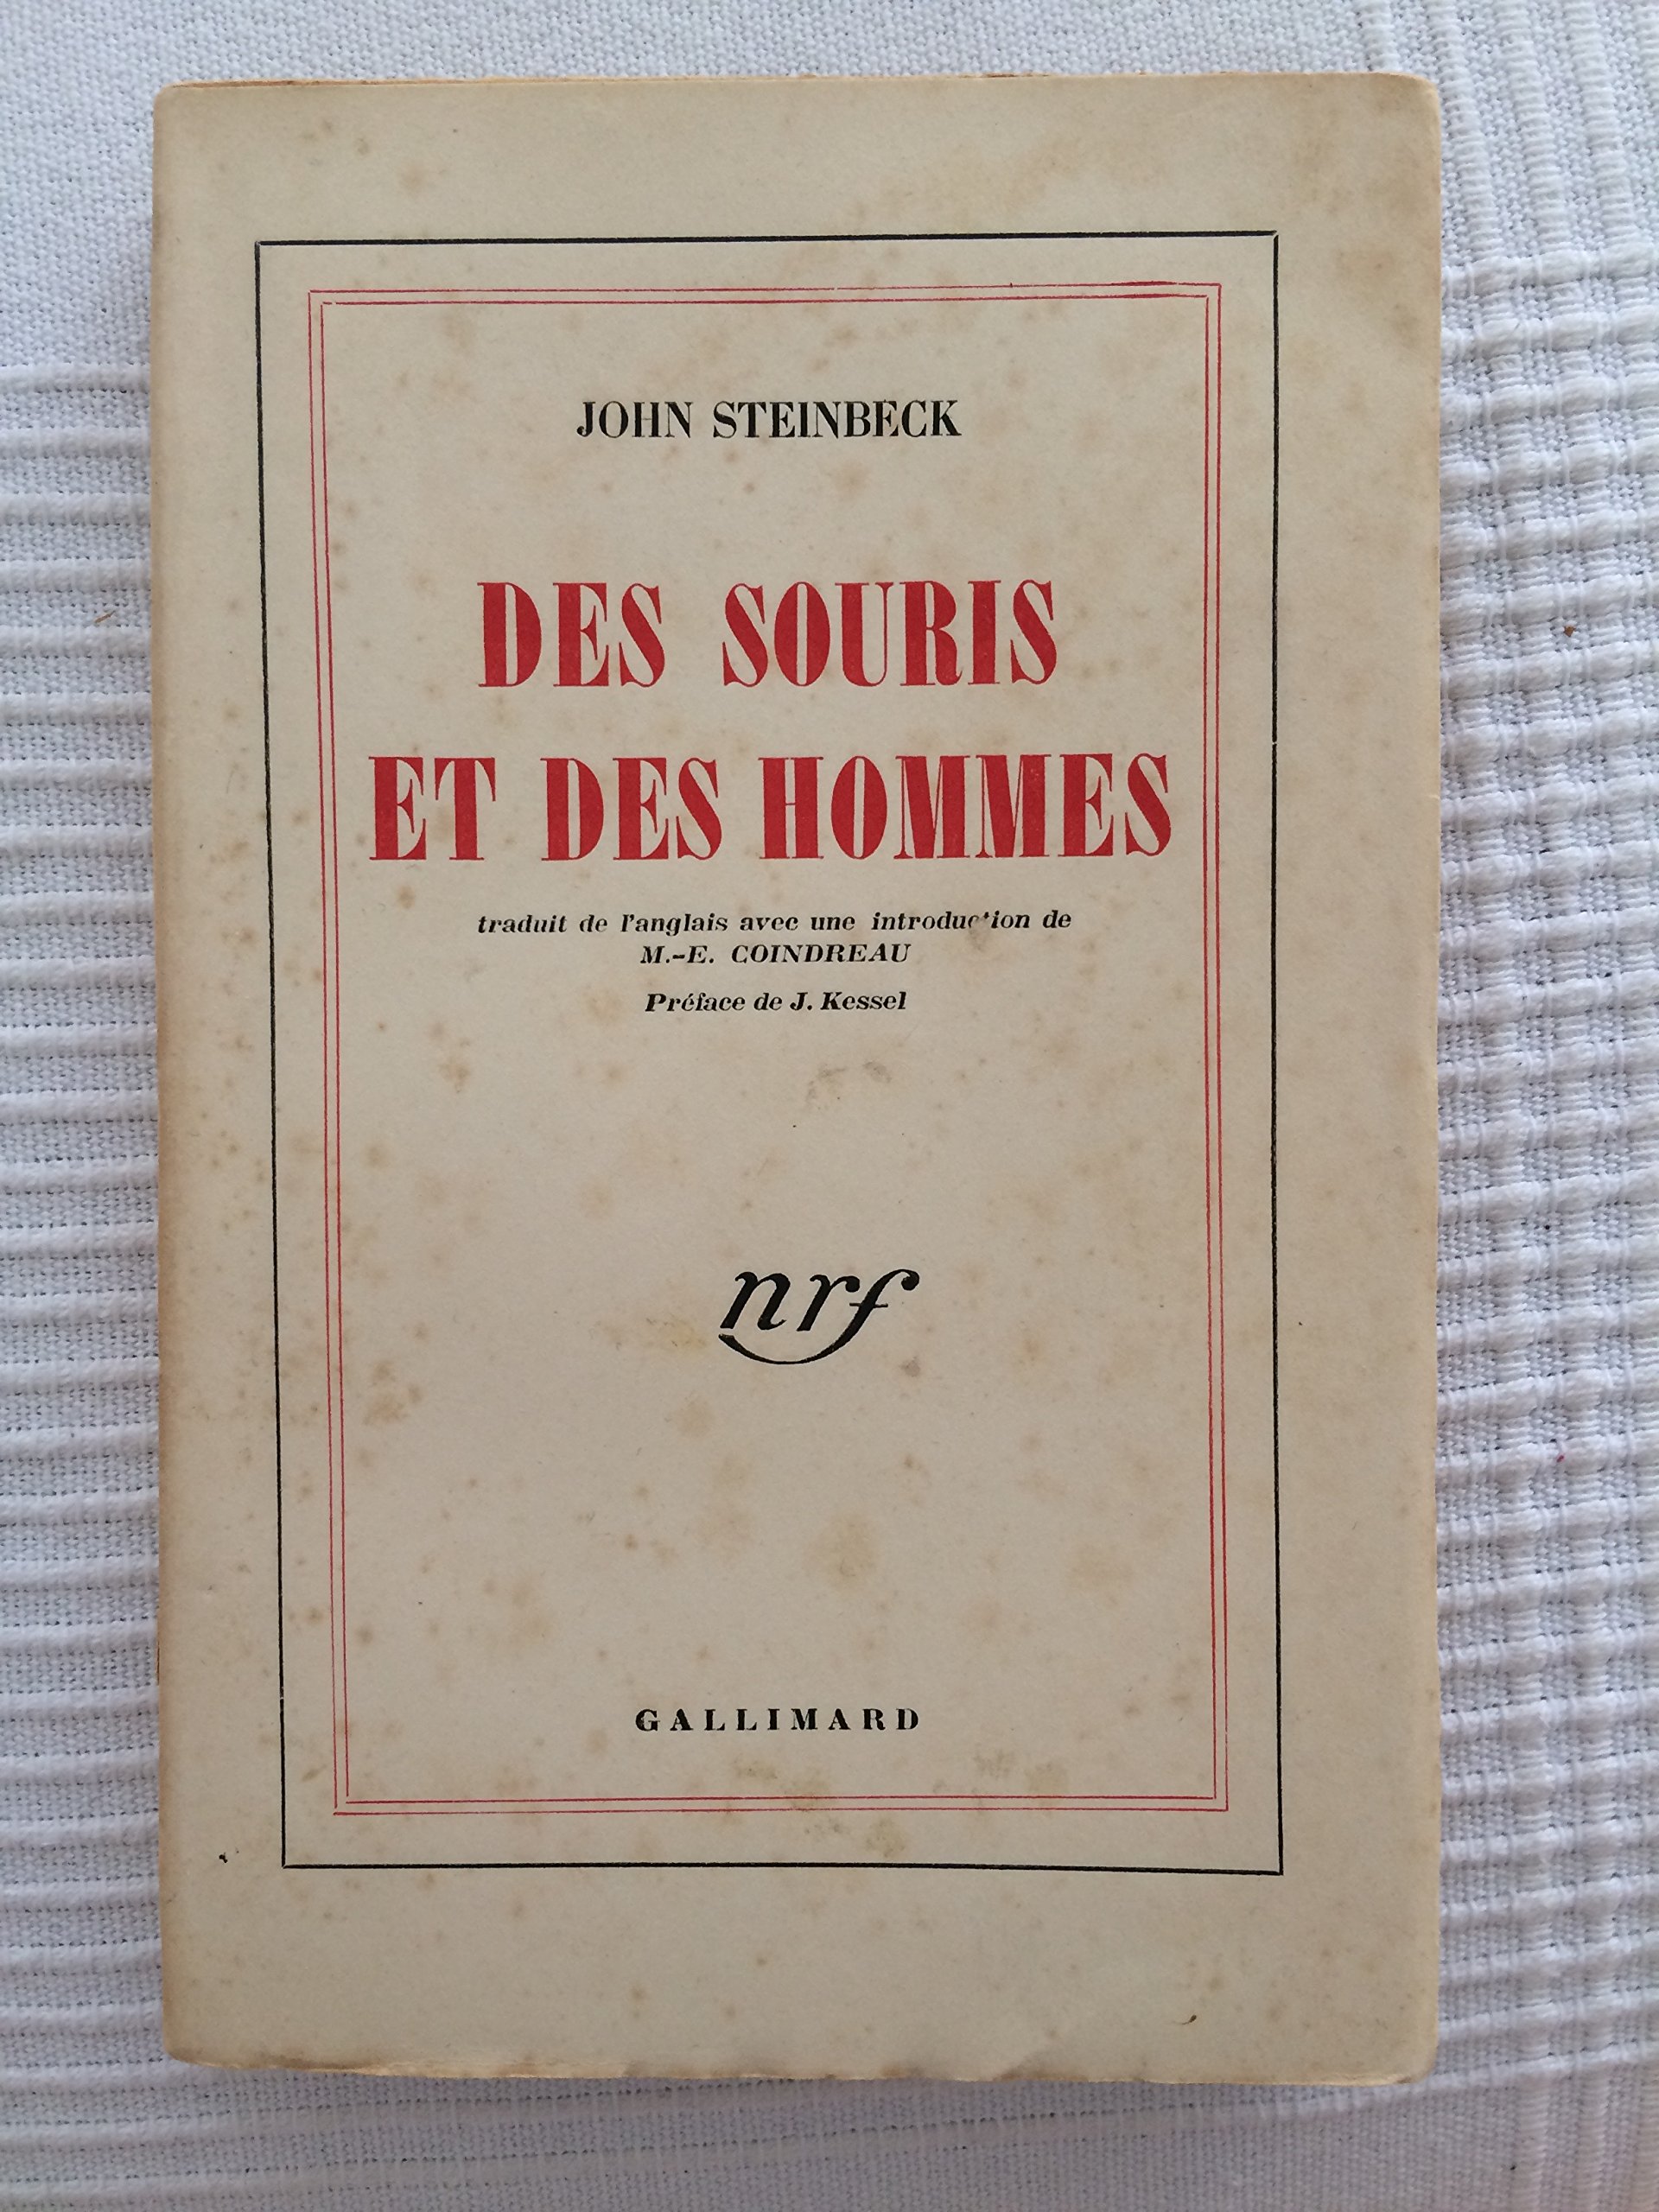 JOHN STEINBECK
DES SOURIS
ET DES HOMMES
traduit de l'anglais avec une introduction de
M.-E. COINDREAU
Préface de J. Kessel
nrf
GALLIMARD